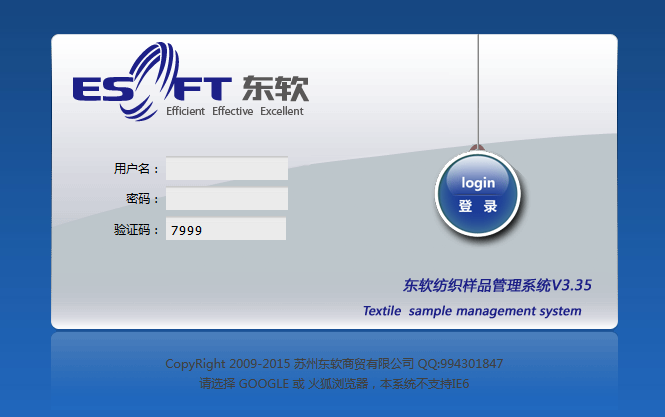 ESOFT 东软
Efficient Effective Excellent
用户名：
密码：
验证码： 7999
login
登 录
东软纺织样品管理系统V3.35
Textile sample management system
CopyRight 2009-2015 苏州东软商贸有限公司 QQ:994301847
请选择 GOOGLE 或 火狐浏览器，本系统不支持IE6